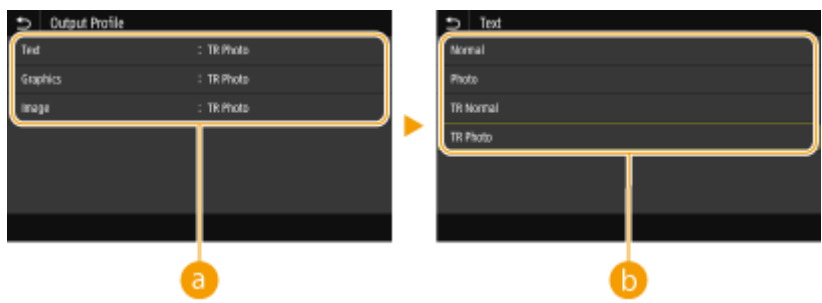 Output Profile
Text : TR Photo
Graphics : TR Photo
Image : TR Photo
a
Text
Normal
Photo
TR Normal
TR Photo
b